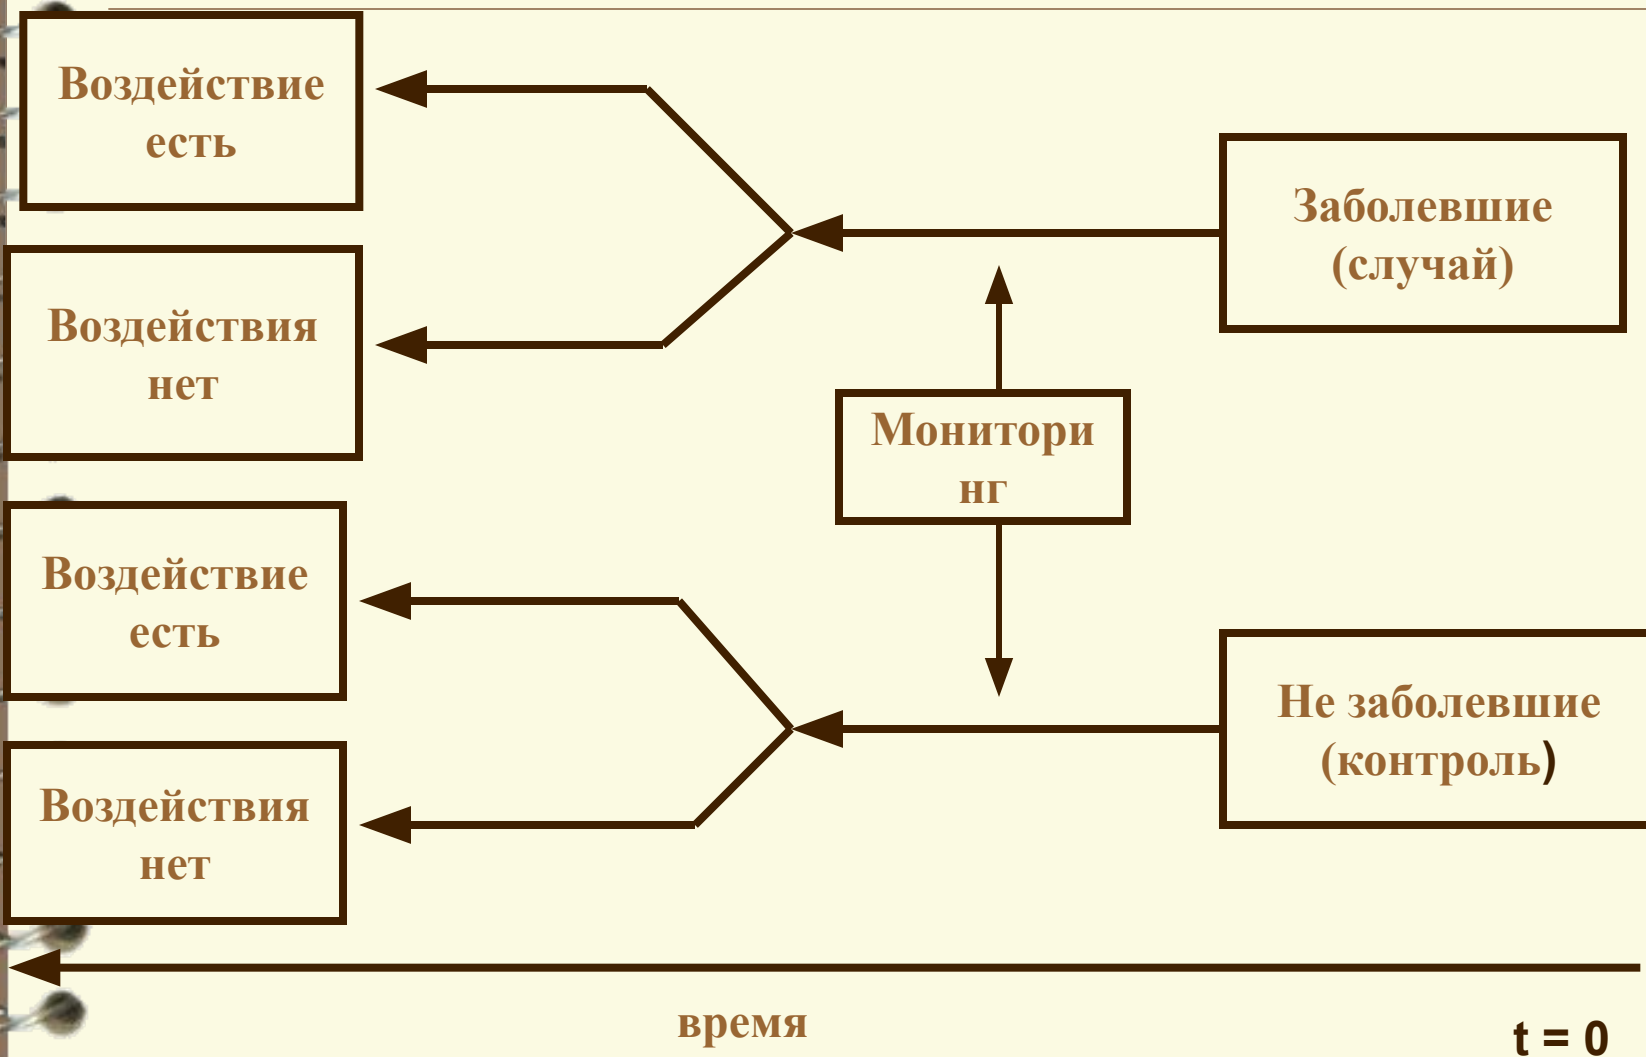 Воздействие
есть
Заболевшие
(случай)
Воздействия
нет
Монитори
нг
Воздействие
есть
Не заболевшие
(контроль)
Воздействия
нет
время
t = 0